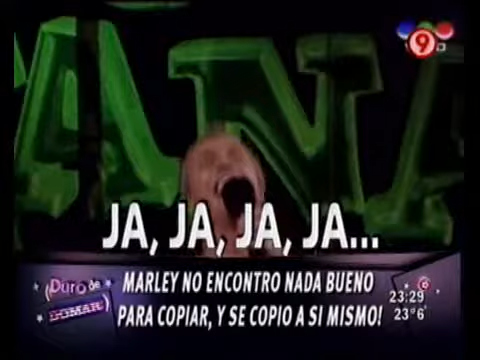 ANA
9
JA, JA, JA, JA...
Duro de
DOMAR
MARLEY NO ENCONTRO NADA BUENO
PARA COPIAR, Y SE COPIO A SI MISMO!
23:29
23°6